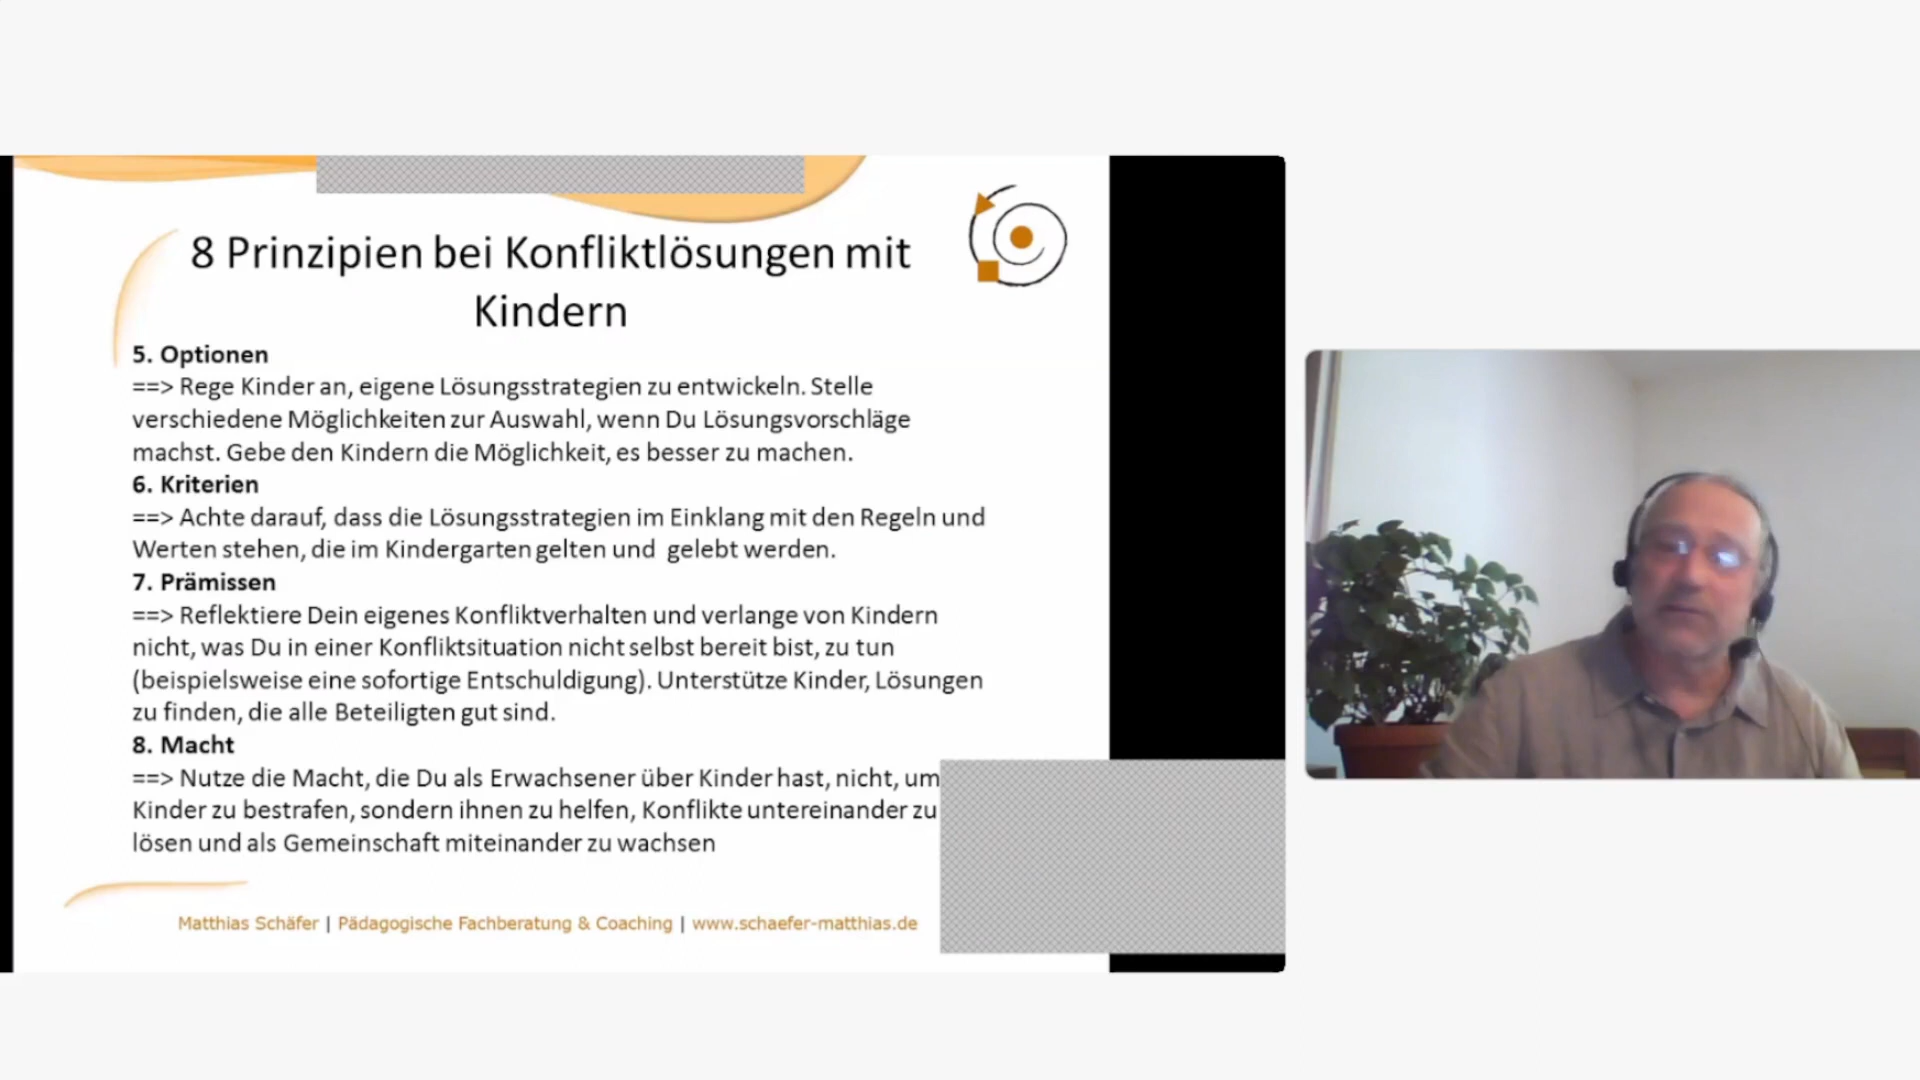 8 Prinzipien bei Konfliktlösungen mit
Kindern
5. Optionen
==> Rege Kinder an, eigene Lösungsstrategien zu entwickeln. Stelle
verschiedene Möglichkeiten zur Auswahl, wenn Du Lösungsvorschläge
machst. Gebe den Kindern die Möglichkeit, es besser zu machen.
6. Kriterien
==> Achte darauf, dass die Lösungsstrategien im Einklang mit den Regeln und
Werten stehen, die im Kindergarten gelten und gelebt werden.
7. Prämissen
==> Reflektiere Dein eigenes Konfliktverhalten und verlange von Kindern
nicht, was Du in einer Konfliktsituation nicht selbst bereit bist, zu tun
(beispielsweise eine sofortige Entschuldigung). Unterstütze Kinder, Lösungen
zu finden, die alle Beteiligten gut sind.
8. Macht
==> Nutze die Macht, die Du als Erwachsener über Kinder hast, nicht, um
Kinder zu bestrafen, sondern ihnen zu helfen, Konflikte untereinander zu
lösen und als Gemeinschaft miteinander zu wachsen
Matthias Schäfer | Pädagogische Fachberatung & Coaching | www.schaefer-matthias.de